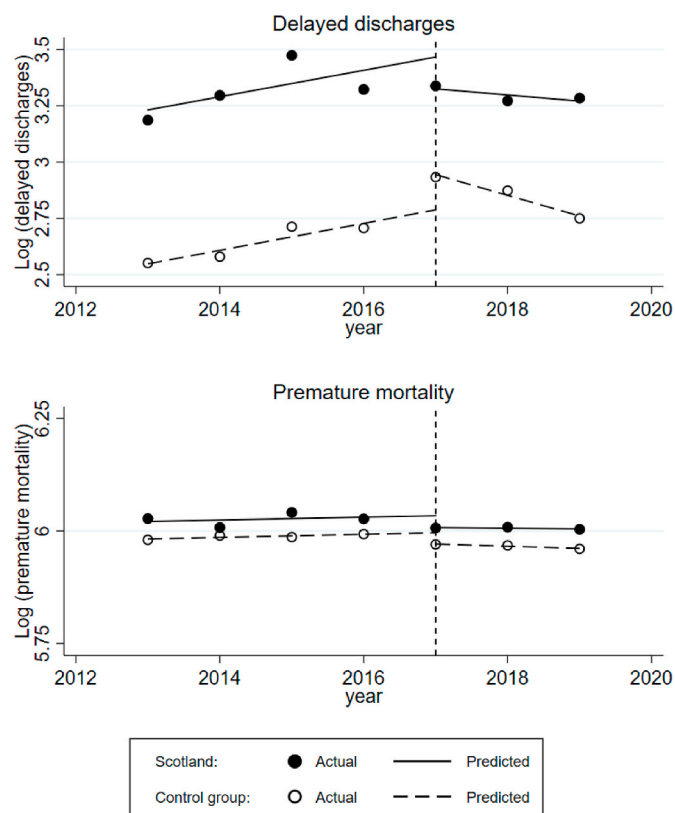 Delayed discharges
Log (delayed discharges)
3.5
3.25
3
2.75
2.5
2012 2014 2016 2018 2020
year
Premature mortality
Log (premature mortality)
6.25
6
5.75
2012 2014 2016 2018 2020
year
Scotland: Actual Predicted
Control group: Actual Predicted